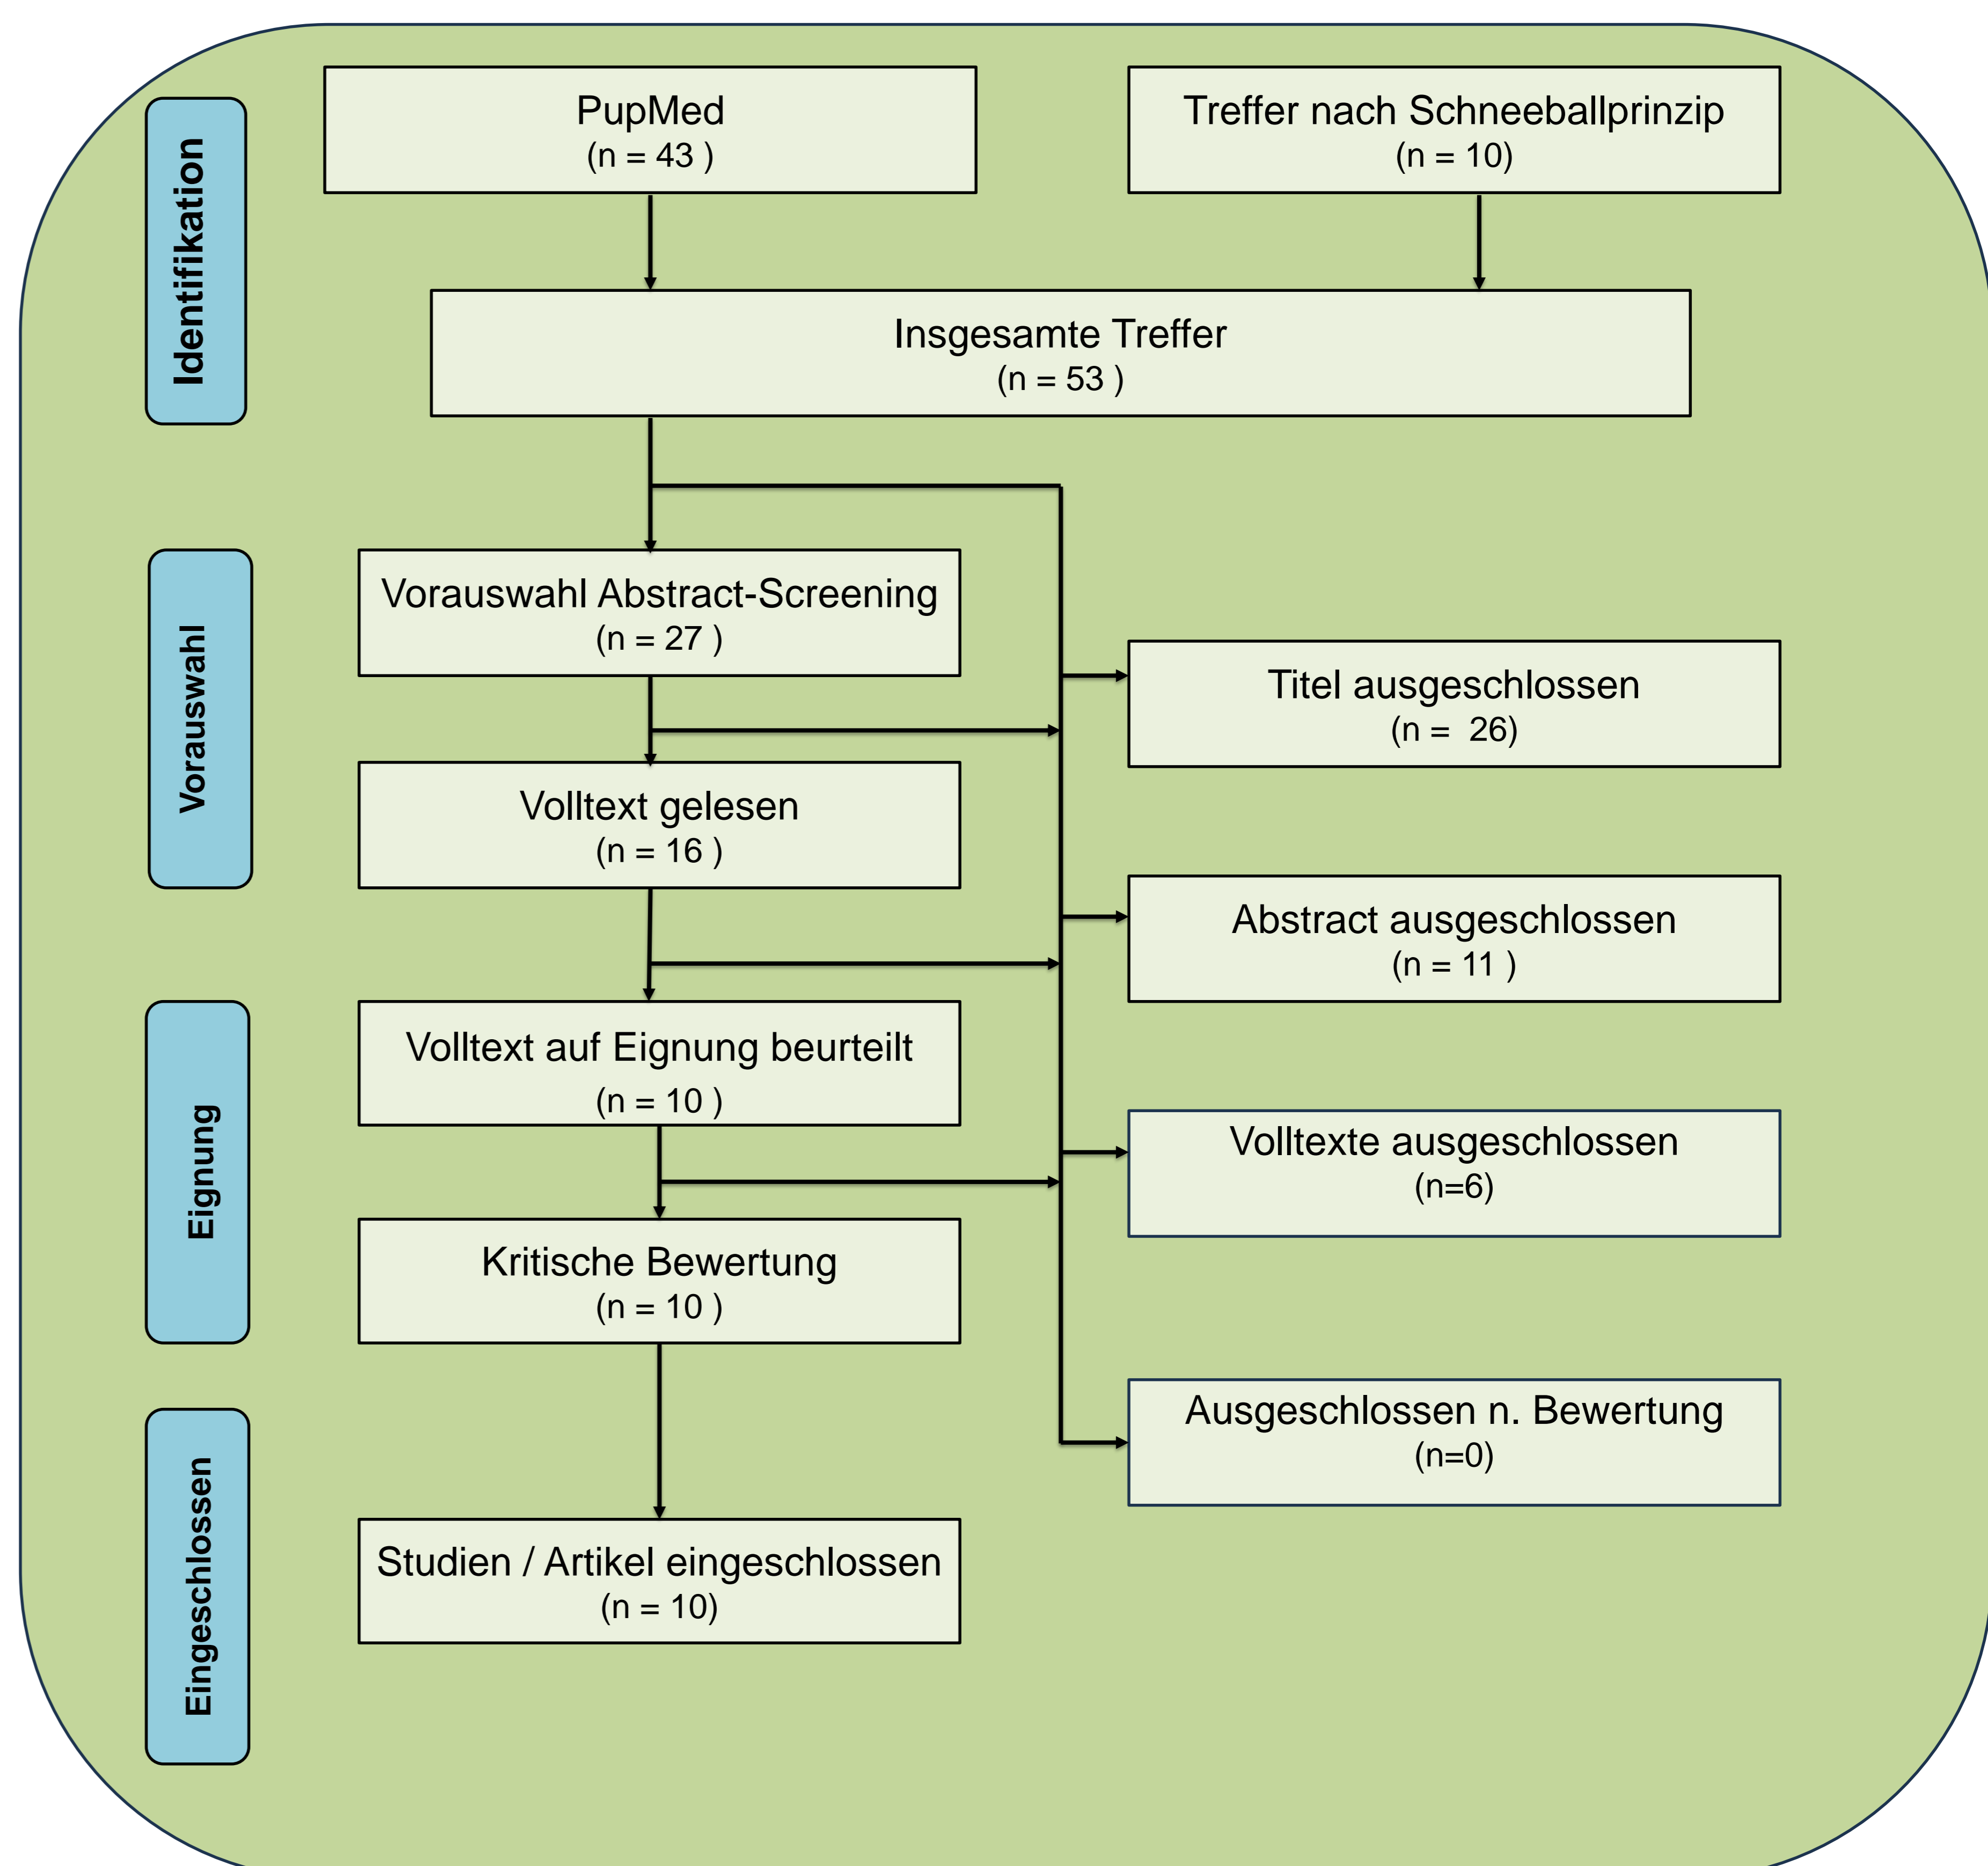 Identifikation
PupMed
(n = 43 )
Treffer nach Schneeballprinzip
(n = 10)
Insgesamte Treffer
(n = 53 )
Vorauswahl
Vorauswahl Abstract-Screening
(n = 27 )
Titel ausgeschlossen
(n =  26)
Volltext gelesen
(n = 16 )
Abstract ausgeschlossen
(n = 11 )
Eignung
Volltext auf Eignung beurteilt
(n = 10 )
Volltexte ausgeschlossen
(n=6)
Kritische Bewertung
(n = 10 )
Ausgeschlossen n. Bewertung
(n=0)
Eingeschlossen
Studien / Artikel eingeschlossen
(n = 10)